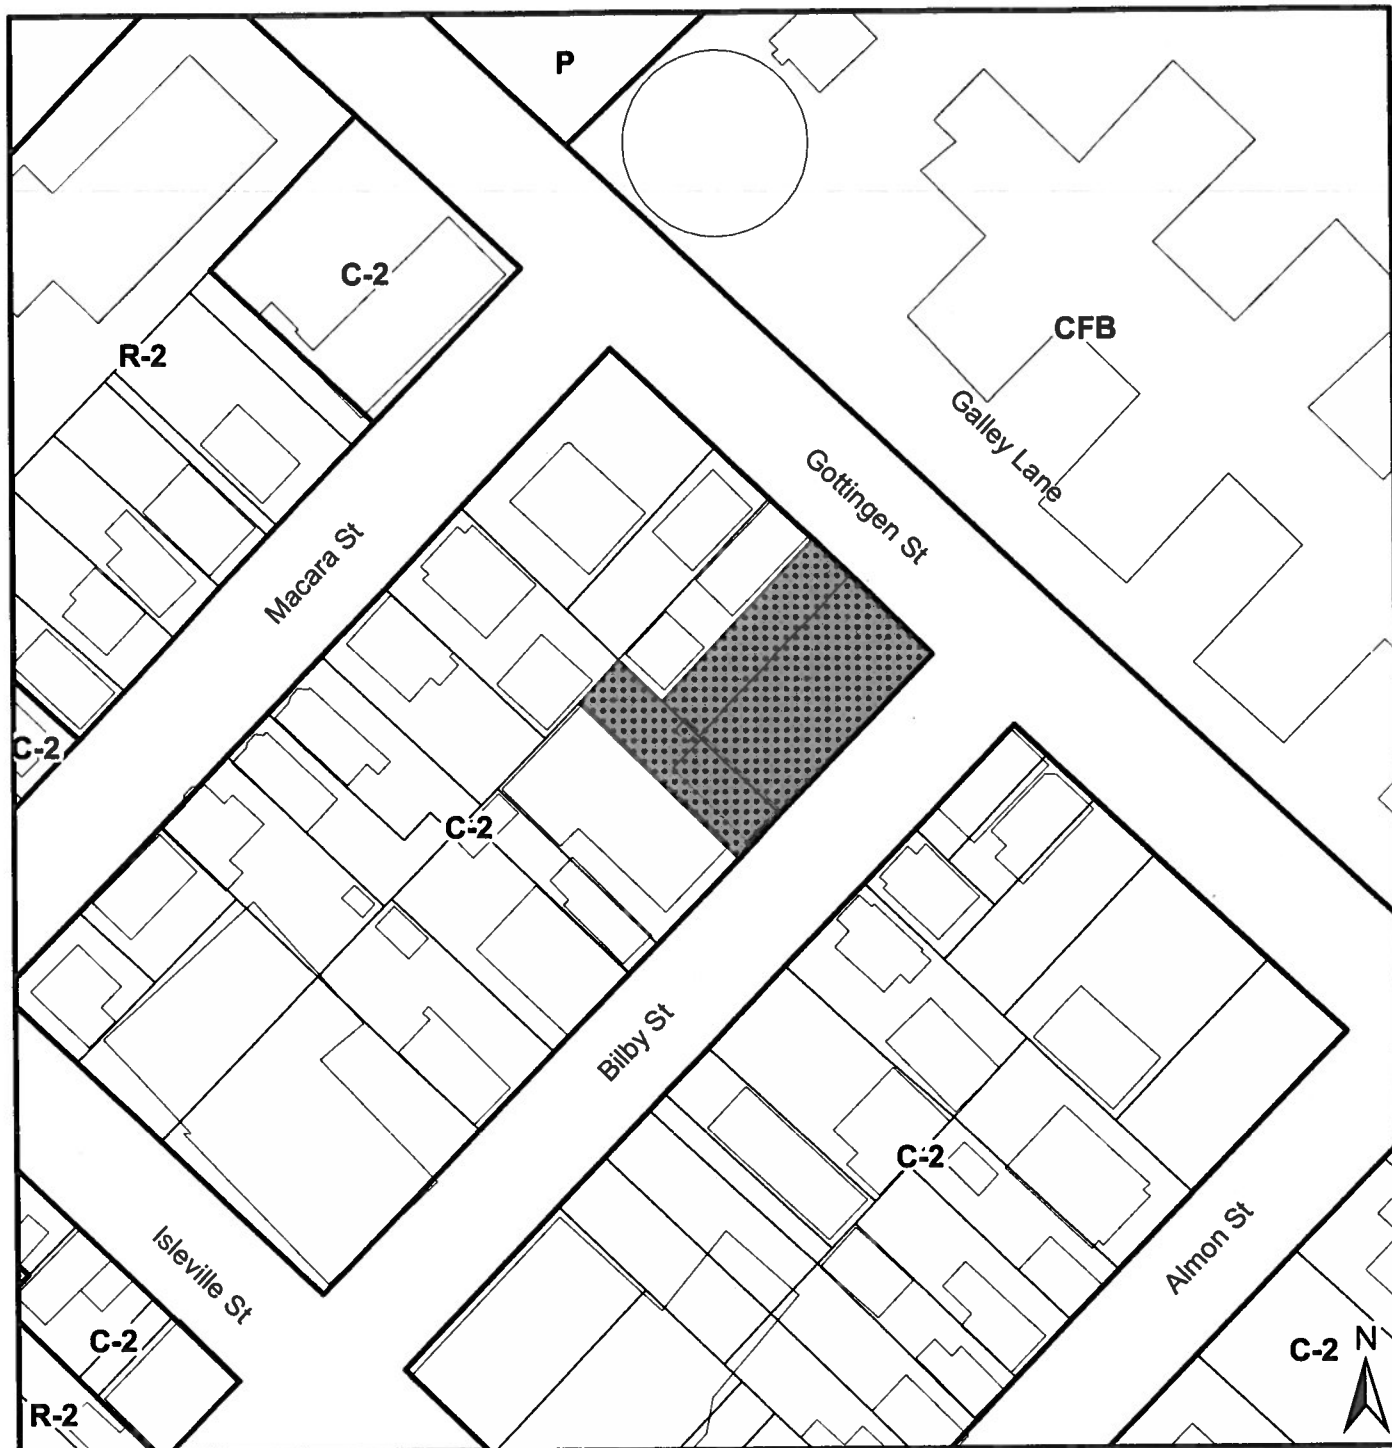 P
C-2
CFB
R-2
Galley Lane
Gottingen St
Macara St
C-2
C-2
Bilby St
C-2
Almon St
Isleville St
C-2
C-2
N
R-2